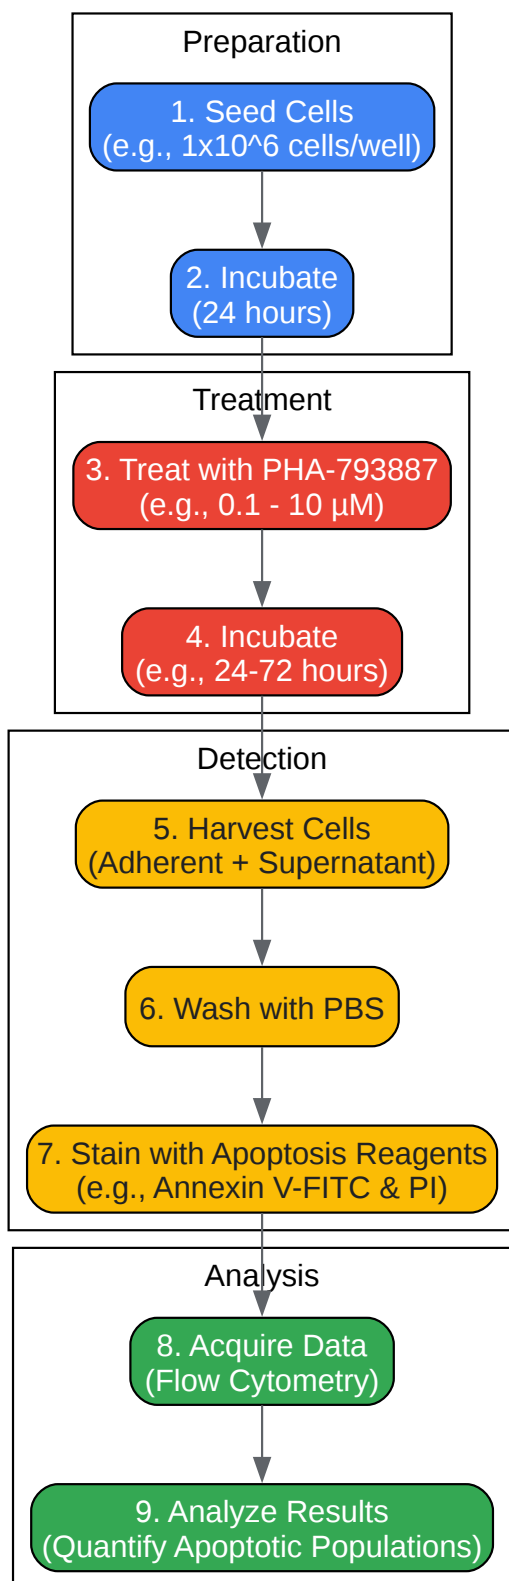 Preparation
1. Seed Cells
(e.g., 1x10^6 cells/well)
2. Incubate
(24 hours)
Treatment
3. Treat with PHA-793887
(e.g., 0.1 - 10 µM)
4. Incubate
(e.g., 24-72 hours)
Detection
5. Harvest Cells
(Adherent + Supernatant)
6. Wash with PBS
7. Stain with Apoptosis Reagents
(e.g., Annexin V-FITC & PI)
Analysis
8. Acquire Data
(Flow Cytometry)
9. Analyze Results
(Quantify Apoptotic Populations)